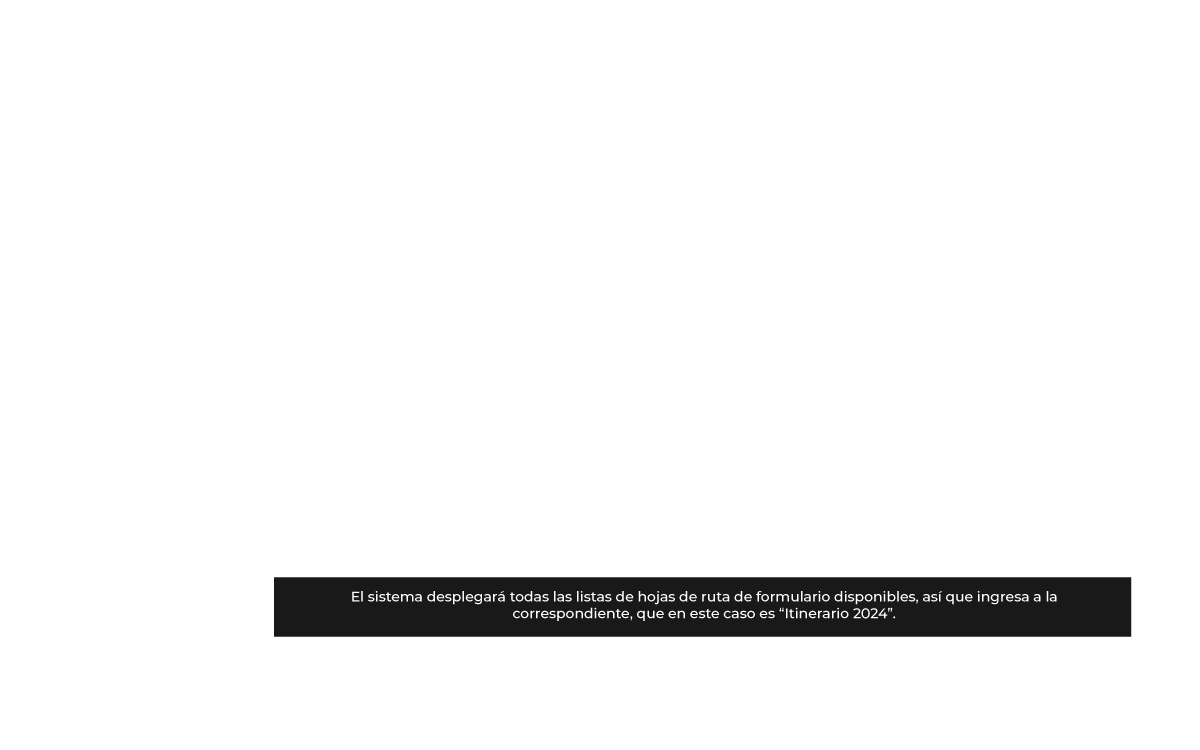 El sistema desplegará todas las listas de hojas de ruta de formulario disponibles, así que ingresa a la
correspondiente, que en este caso es “Itinerario 2024”.